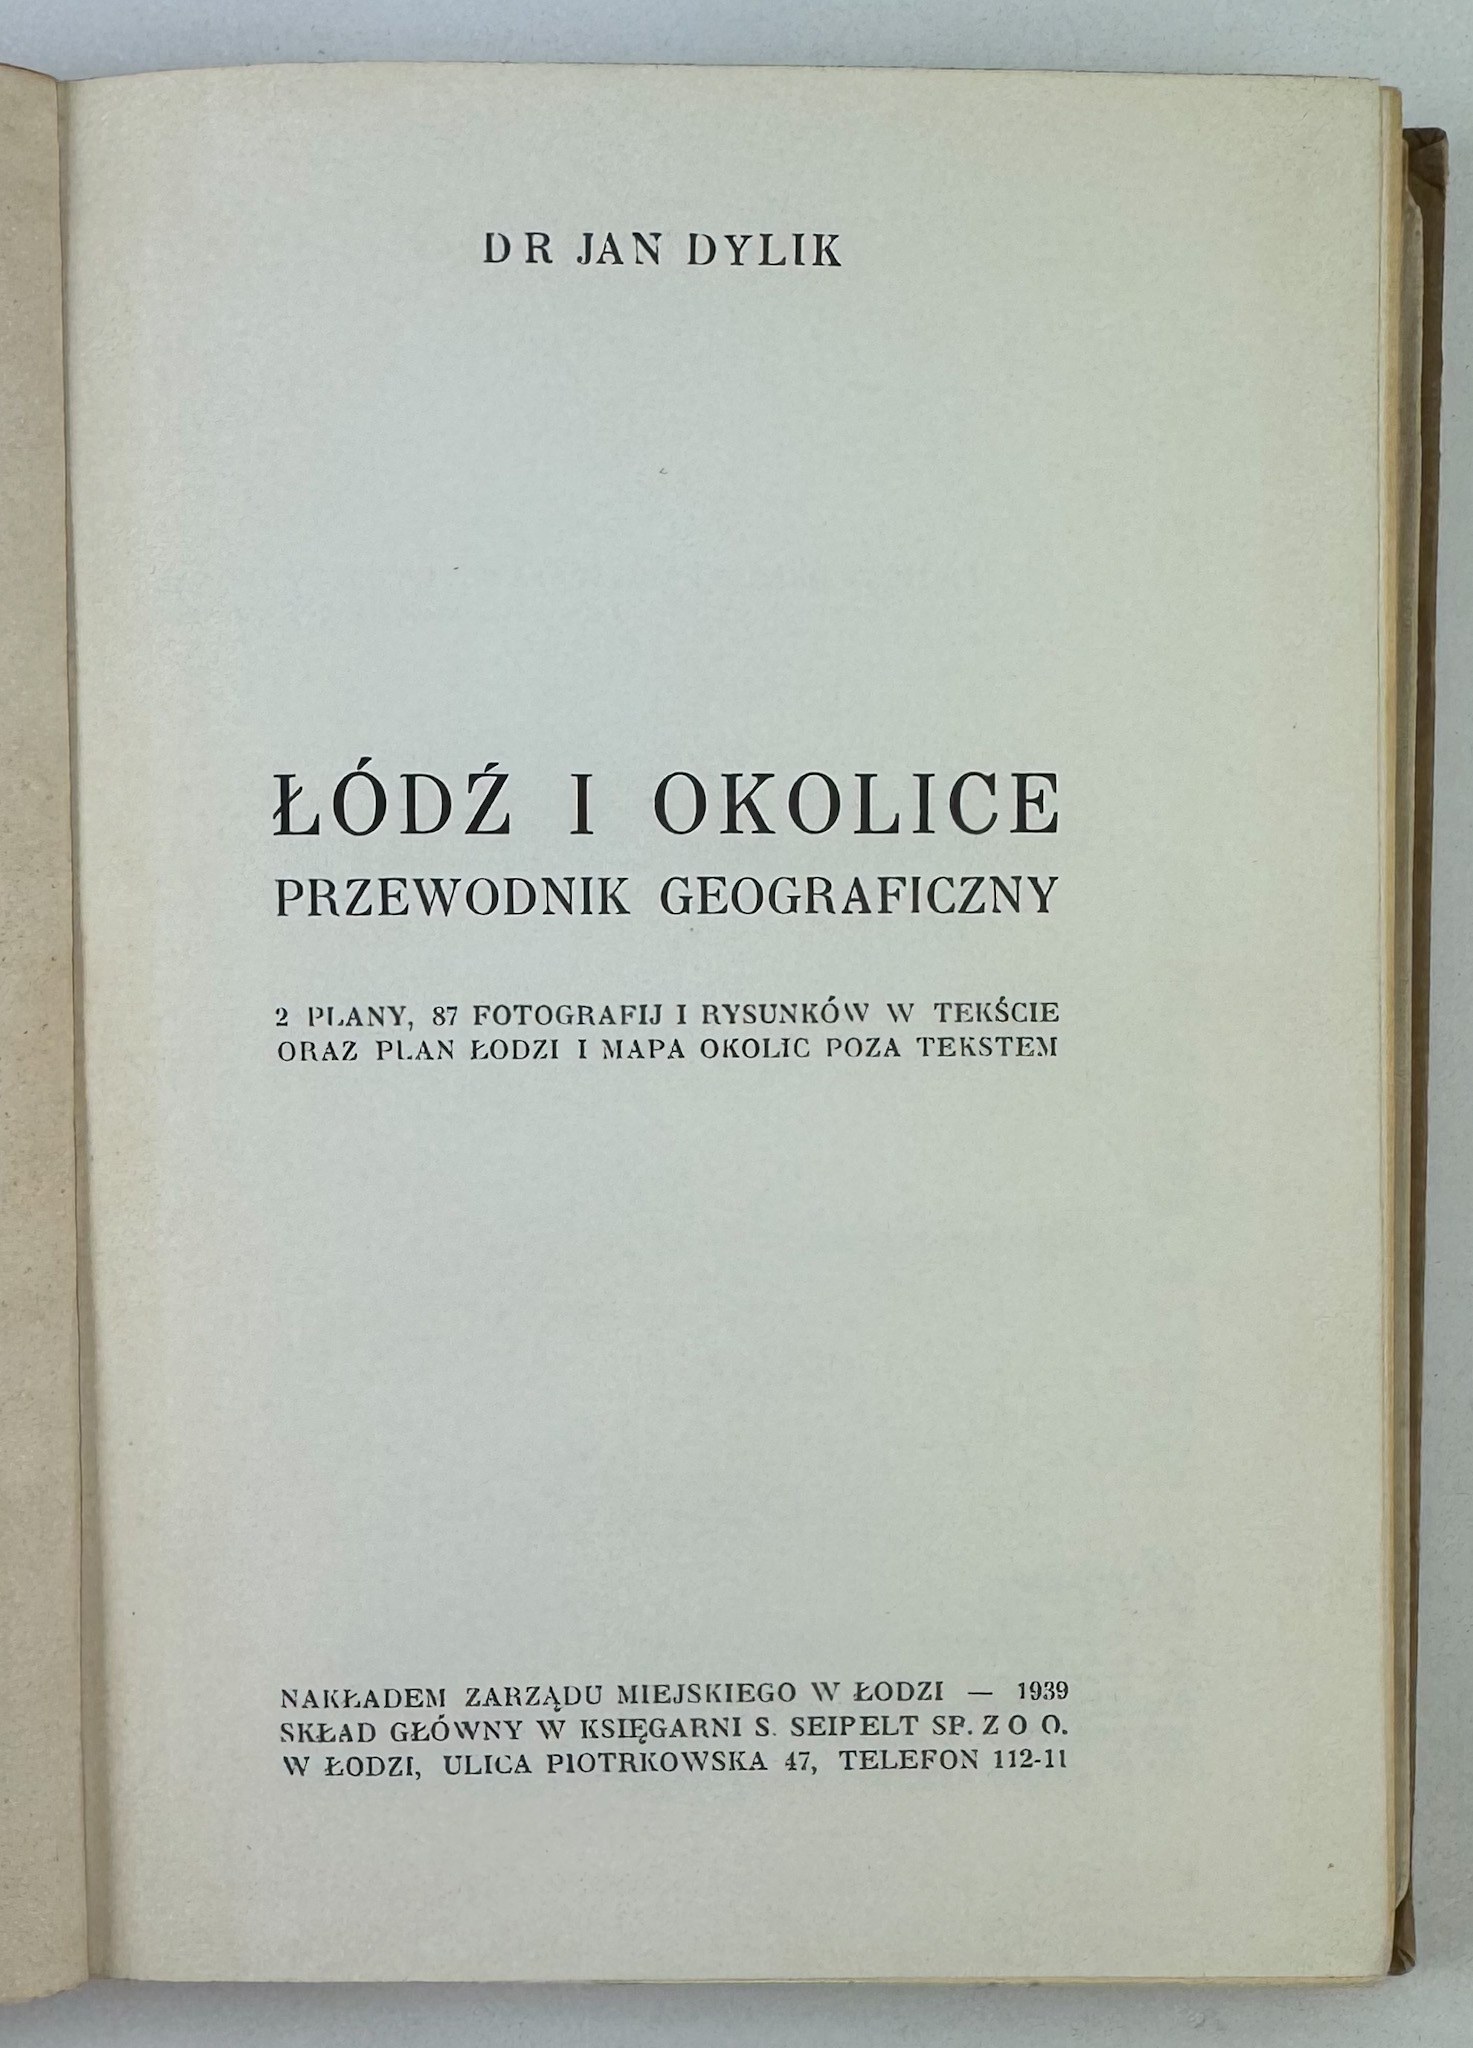 DR JAN DYLIK
ŁÓDŹ I OKOLICE
PRZEWODNIK GEOGRAFICZNY
2 PLANY, 87 FOTOGRAFIJ I RYSUNKÓW W TEKŚCIE
ORAZ PLAN ŁODZI I MAPA OKOLIC POZA TEKSTEM
NAKŁADEM ZARZĄDU MIEJSKIEGO W ŁODZI — 1939
SKŁAD GŁÓWNY W KSIĘGARNI S. SEIPELT SP. Z O O.
W ŁODZI, ULICA PIOTRKOWSKA 47, TELEFON 112-11